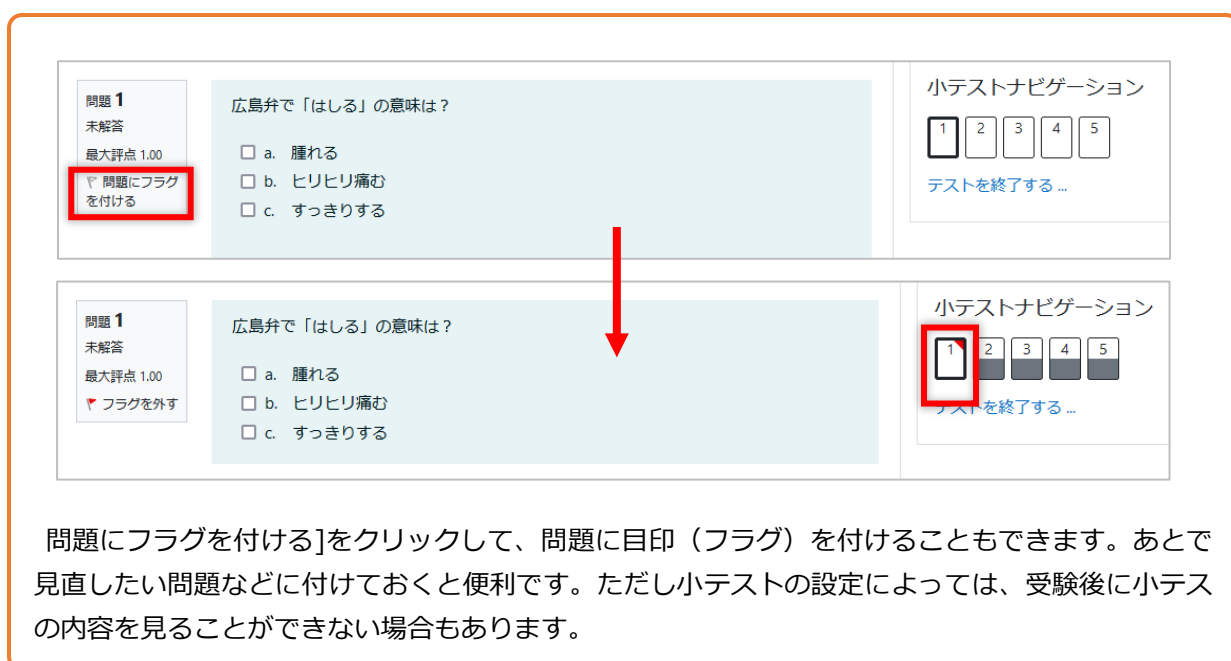 問題 1
未解答
最大評点 1.00
問題にフラグ
を付ける
広島弁で「はしる」の意味は?
a. 腫れる
b. ヒリヒリ痛む
c. すっきりする
小テストナビゲーション
1 2 3 4 5
テストを終了する ...
問題 1
未解答
最大評点 1.00
フラグを外す
広島弁で「はしる」の意味は?
a. 腫れる
b. ヒリヒリ痛む
c. すっきりする
小テストナビゲーション
1 2 3 4 5
テストを終了する ...
問題にフラグを付ける]をクリックして、問題に目印（フラグ）を付けることもできます。あとで
見直したい問題などに付けておくと便利です。ただし小テストの設定によっては、受験後に小テス
の内容を見ることができない場合もあります。